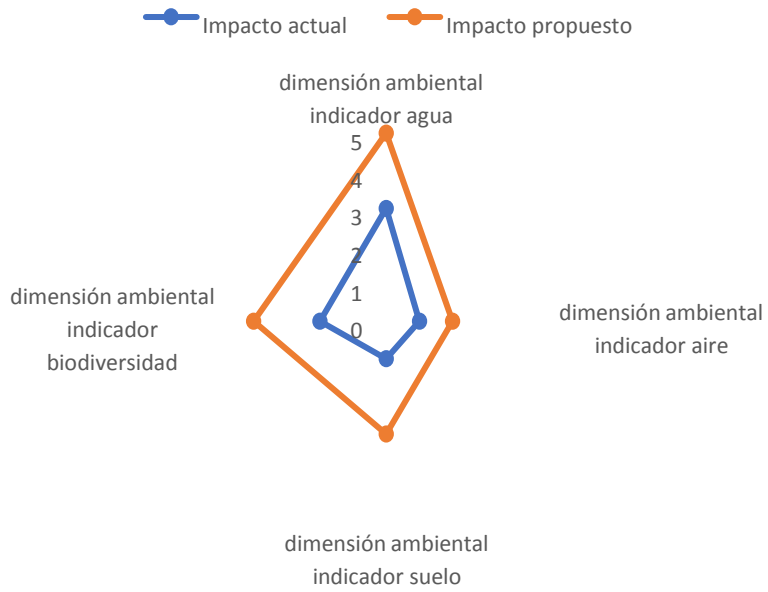 Impacto actual Impacto propuesto
dimensión ambiental
indicador agua
5
4
3
2
1
0
dimensión ambiental
indicador
biodiversidad
dimensión ambiental
indicador aire
dimensión ambiental
indicador suelo